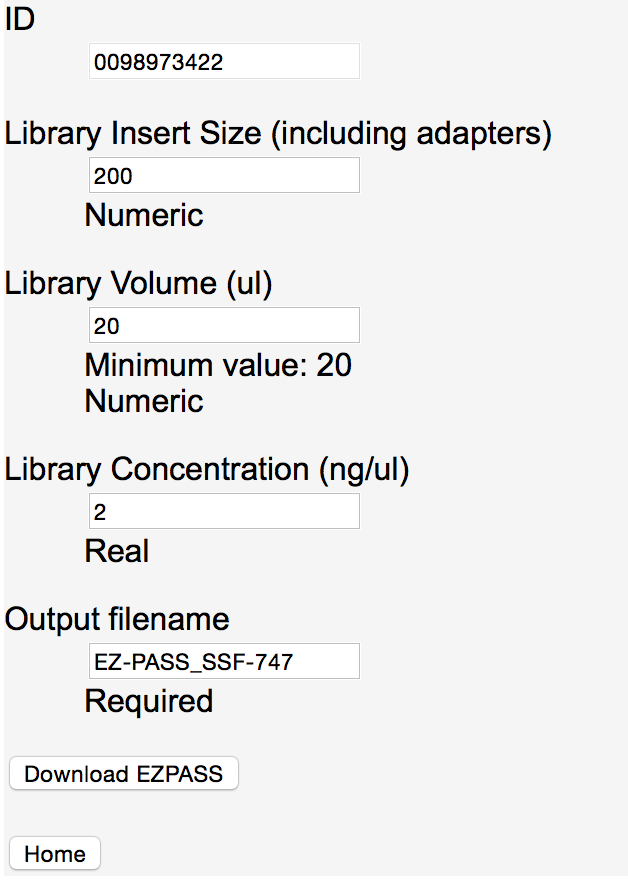 ID
0098973422
Library Insert Size (including adapters)
200
Numeric
Library Volume (ul)
20
Minimum value: 20
Numeric
Library Concentration (ng/ul)
2
Real
Output filename
EZ-PASS_SSF-747
Required
Download EZPASS
Home